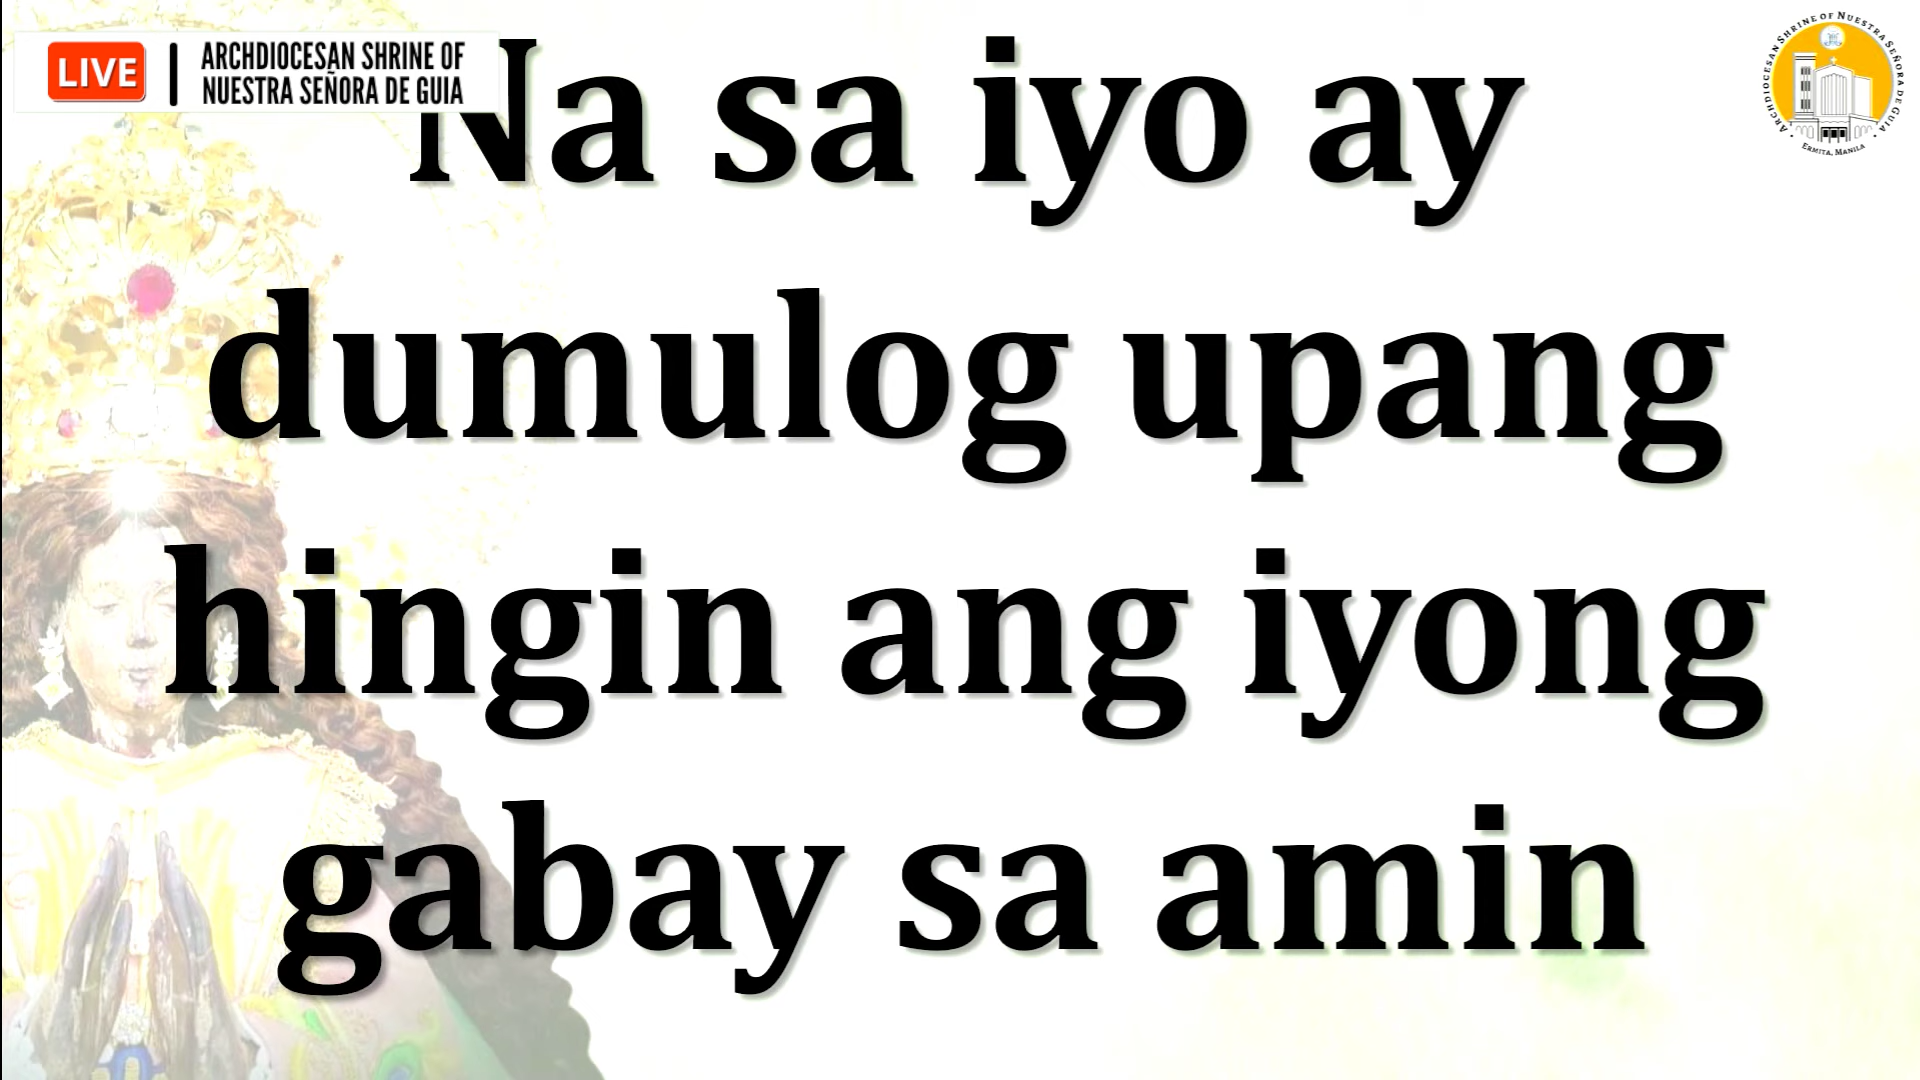 LIVE
ARCHDIOCESAN SHRINE OF
NUESTRA SEÑORA DE GUIA
Na sa iyo ay
dumulog upang
hingin ang iyong
gabay sa amin
• ARCHDIOCESAN SHRINE OF NUESTRA SEÑORA DE GUIA •
ERMITA, MANILA